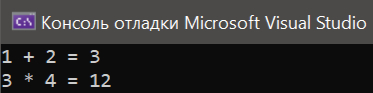 Консоль отладки Microsoft Visual Studio
1 + 2 = 3
3 * 4 = 12